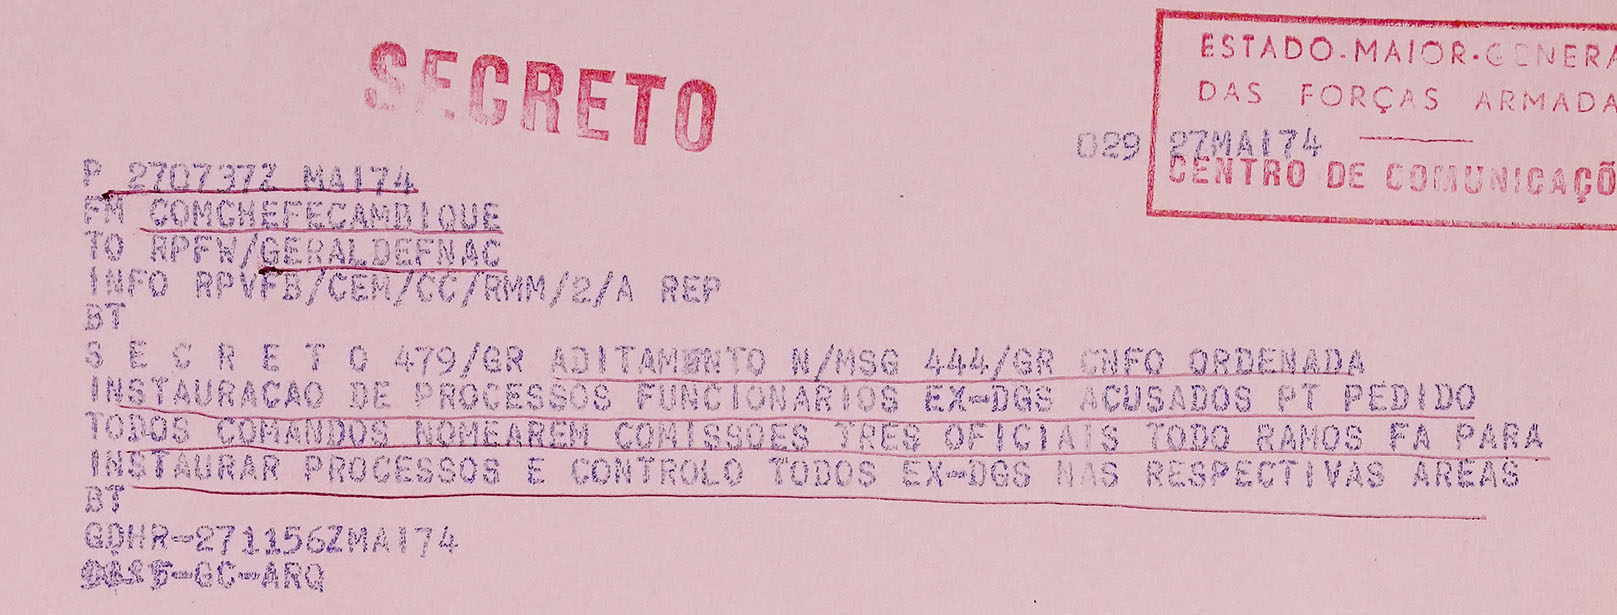 SECRETO
ESTADO-MAIOR-GENERA
DAS FORÇAS ARMADA
029 27MAI74
CENTRO DE COMUNICAÇÕ
P 270737Z MAI74
FM COMCHEFECAMBIQUE
TO RPFW/GERALDEFNAC
INFO RPVFB/CEM/CC/RMM/2/A REP
BT
S E C R E T O 479/GR ADITAMENTO N/MSG 444/GR CNFO ORDENADA
INSTAURACAO DE PROCESSOS FUNCIONARIOS EX-DGS ACUSADOS PT PEDIDO
TODOS COMANDOS NOMEAREM COMISSOES TRES OFICIAIS TODO RAMOS FA PARA
INSTAURAR PROCESSOS E CONTROLO TODOS EX-DGS NAS RESPECTIVAS AREAS
BT
GDHR-271156ZMAI74
-GC-ARQ